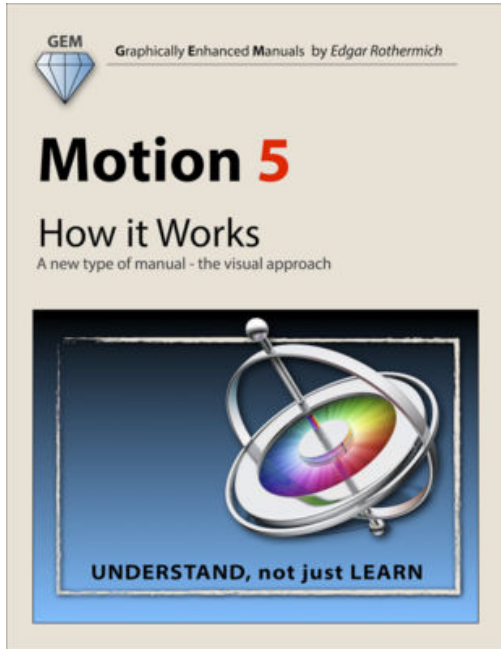 GEM
Graphically Enhanced Manuals by Edgar Rothermich
Motion 5
How it Works
A new type of manual - the visual approach
UNDERSTAND, not just LEARN